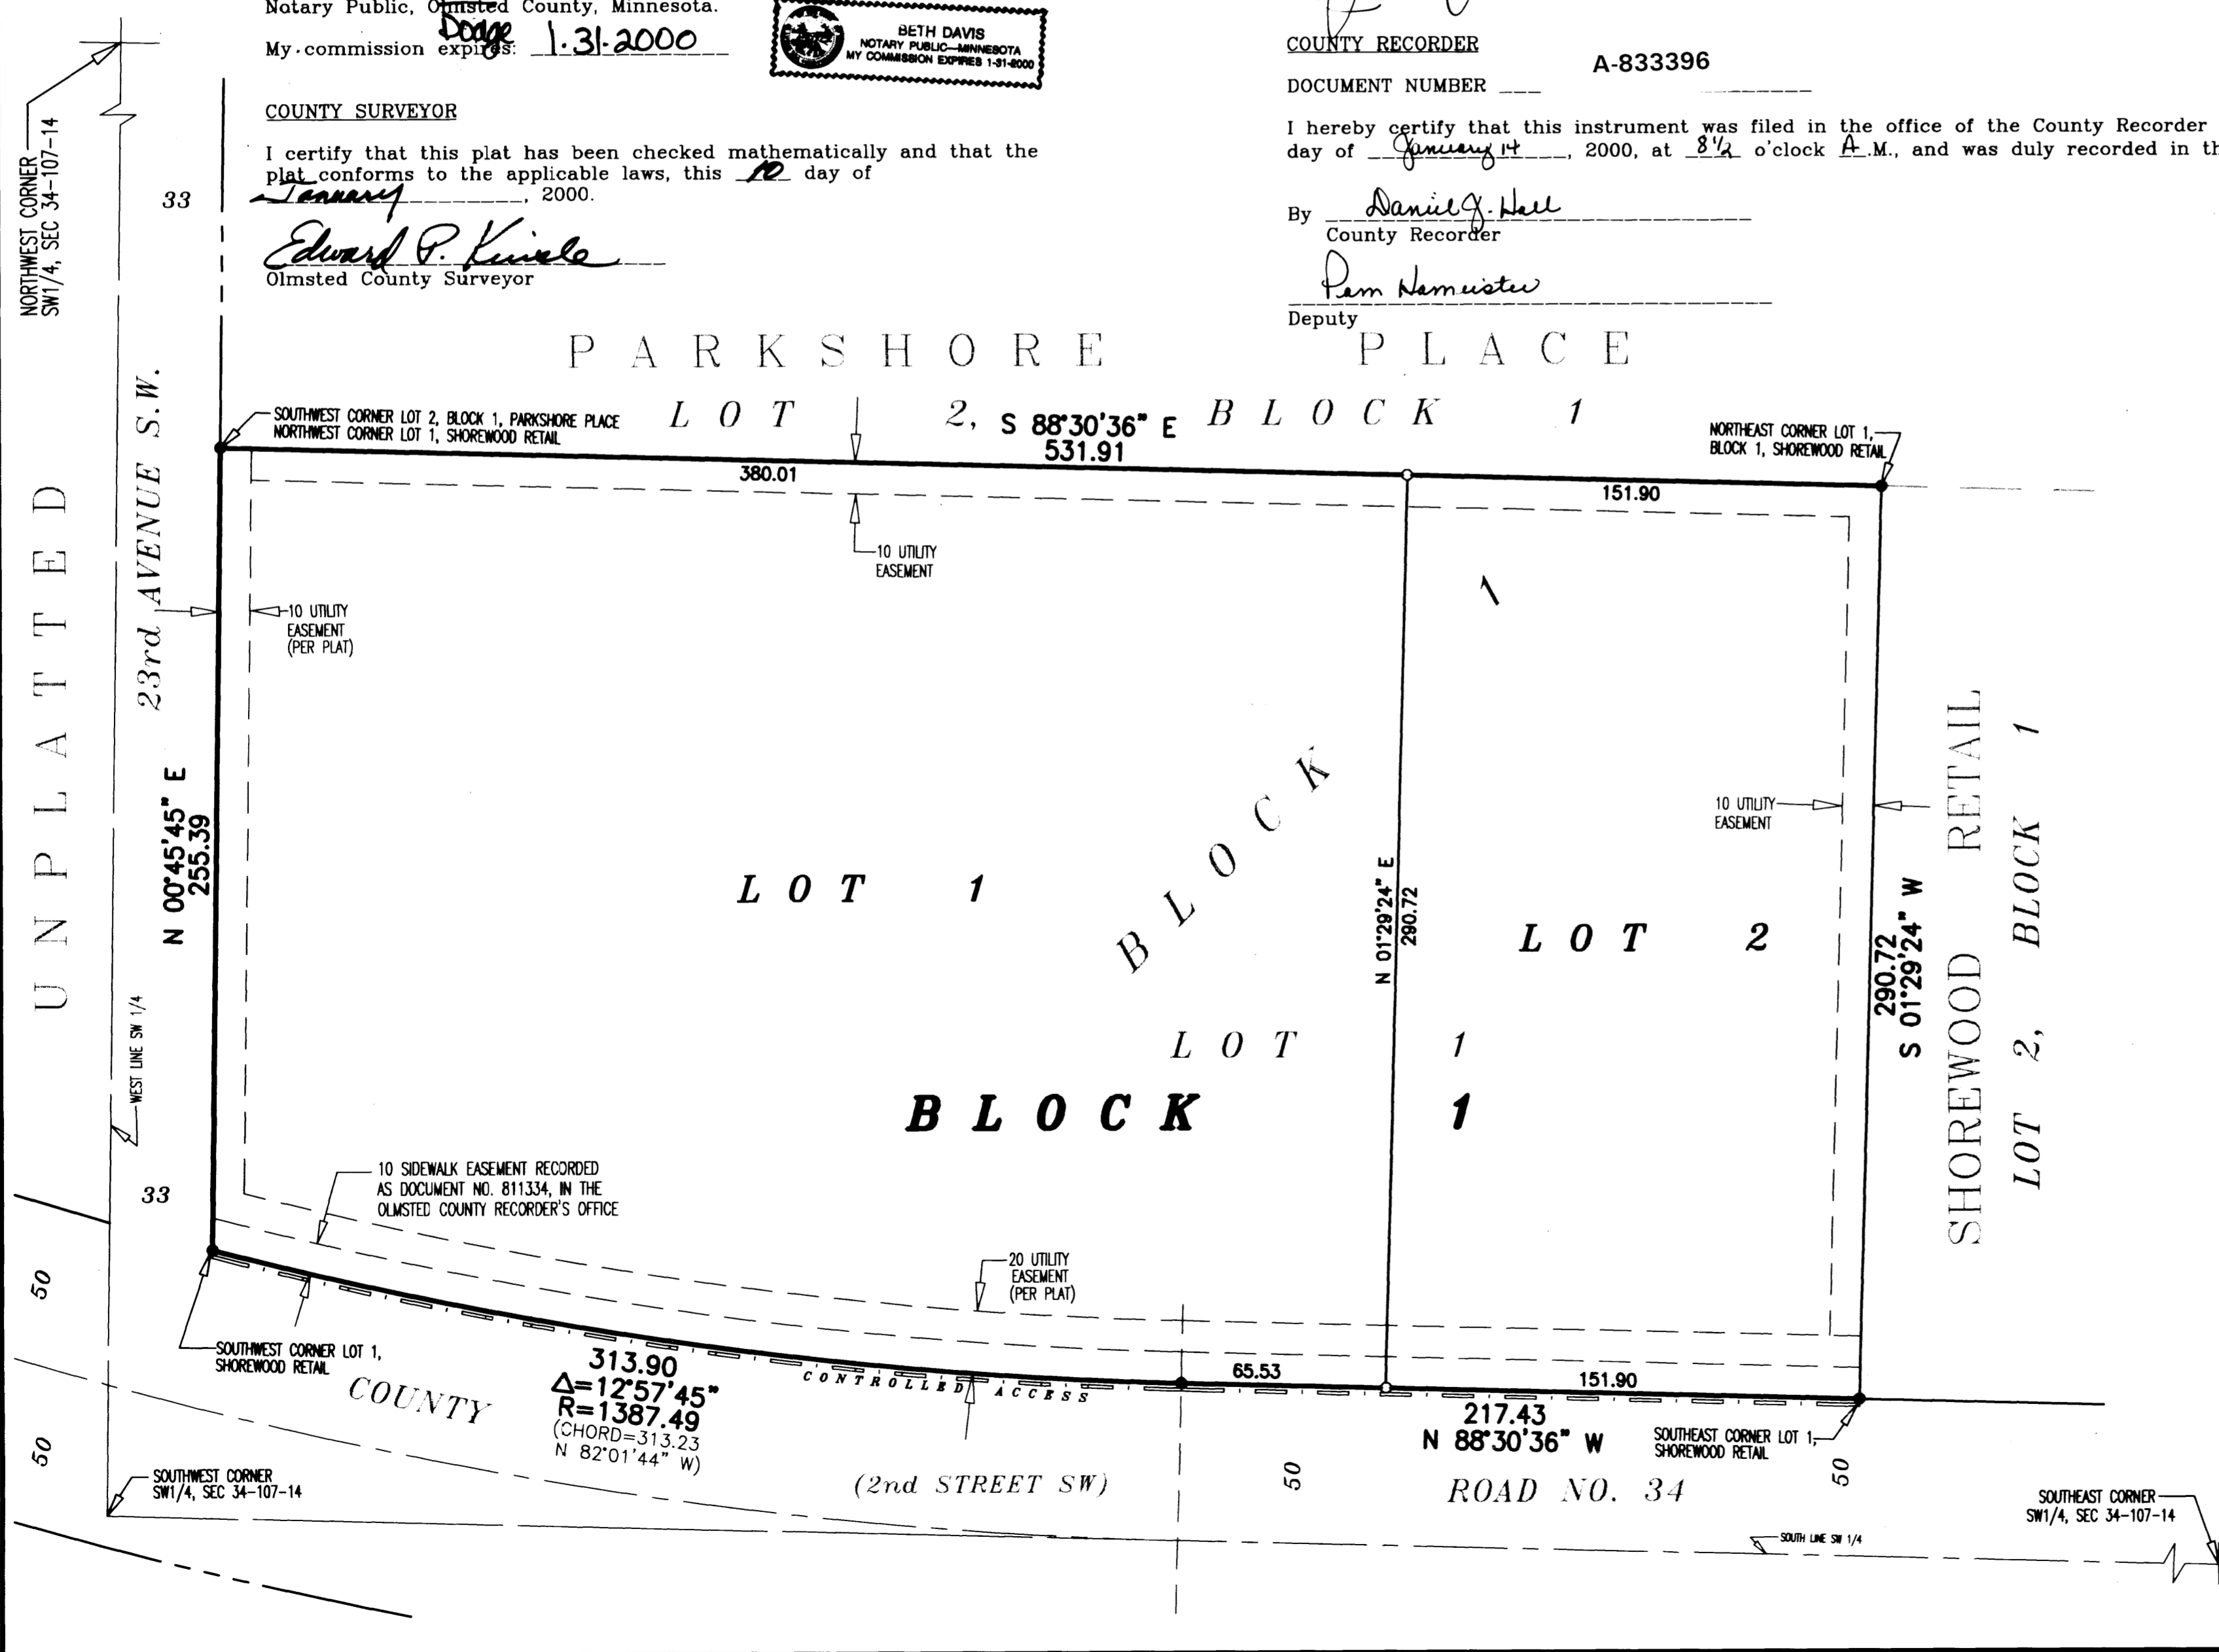 Notary Public, Olmsted County, Minnesota.
Dodge
My commission expires: 1-31-2000
BETH DAVIS
NOTARY PUBLIC—MINNESOTA
MY COMMISSION EXPIRES 1-31-2000
COUNTY RECORDER
A-833396
DOCUMENT NUMBER
COUNTY SURVEYOR
I certify that this plat has been checked mathematically and that the
plat conforms to the applicable laws, this 10 day of
January, 2000.
Edward P.
Olmsted County Surveyor
I hereby certify that this instrument was filed in the office of the County Recorder
day of January 14, 2000, at 8½ o'clock A.M., and was duly recorded in th
By Daniel J. Hall
County Recorder
Pam Hameister
Deputy
NORTHWEST CORNER
SW1/4, SEC 34-107-14
33
PARKSHORE PLACE
LOT 2, BLOCK 1
SOUTHWEST CORNER LOT 2, BLOCK 1, PARKSHORE PLACE
NORTHWEST CORNER LOT 1, SHOREWOOD RETAIL
S 88°30'36" E
531.91
NORTHEAST CORNER LOT 1,
BLOCK 1, SHOREWOOD RETAIL
380.01
151.90
10 UTILITY
EASEMENT
UNPLATTED
23rd AVENUE S.W.
10 UTILITY
EASEMENT
(PER PLAT)
N 00°45'45" E
255.39
WEST LINE SW 1/4
BLOCK 1
LOT 1
LOT 1
LOT 2
BLOCK 1
N 01°29'24" E
290.72
10 UTILITY
EASEMENT
290.72
S 01°29'24" W
SHOREWOOD RETAIL
LOT 2, BLOCK 1
33
10 SIDEWALK EASEMENT RECORDED
AS DOCUMENT NO. 811334, IN THE
OLMSTED COUNTY RECORDER'S OFFICE
20 UTILITY
EASEMENT
(PER PLAT)
50
50
SOUTHWEST CORNER LOT 1,
SHOREWOOD RETAIL
313.90
Δ=12°57'45"
R=1387.49
(CHORD=313.23
N 82°01'44" W)
CONTROLLED ACCESS
65.53
151.90
217.43
N 88°30'36" W
SOUTHEAST CORNER LOT 1,
SHOREWOOD RETAIL
COUNTY
(2nd STREET SW)
50
ROAD NO. 34
50
SOUTHWEST CORNER
SW1/4, SEC 34-107-14
SOUTHEAST CORNER
SW1/4, SEC 34-107-14
SOUTH LINE SW 1/4